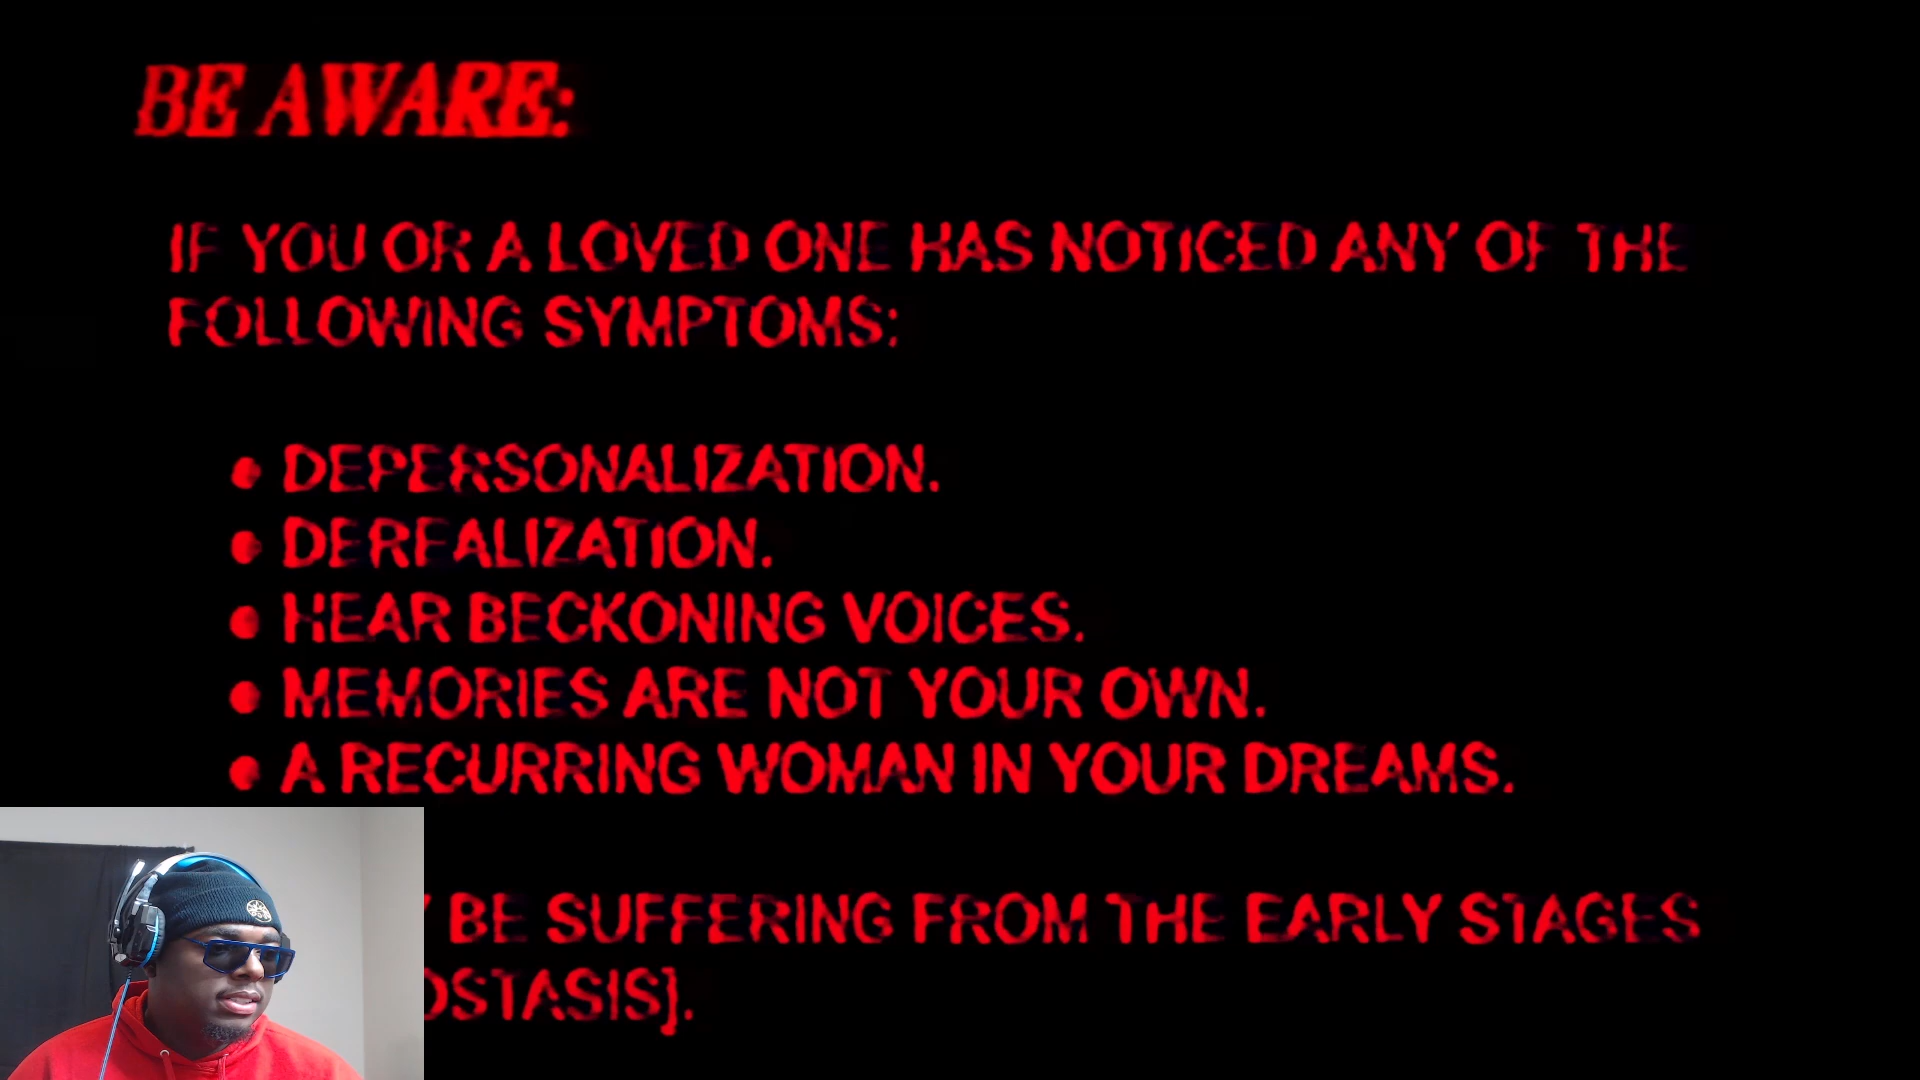 BE AWARE:
IF YOU OR A LOVED ONE HAS NOTICED ANY OF THE
FOLLOWING SYMPTOMS:
• DEPERSONALIZATION.
• DEREALIZATION.
• HEAR BECKONING VOICES.
• MEMORIES ARE NOT YOUR OWN.
• A RECURRING WOMAN IN YOUR DREAMS.
BE SUFFERING FROM THE EARLY STAGES
OSTASIS].